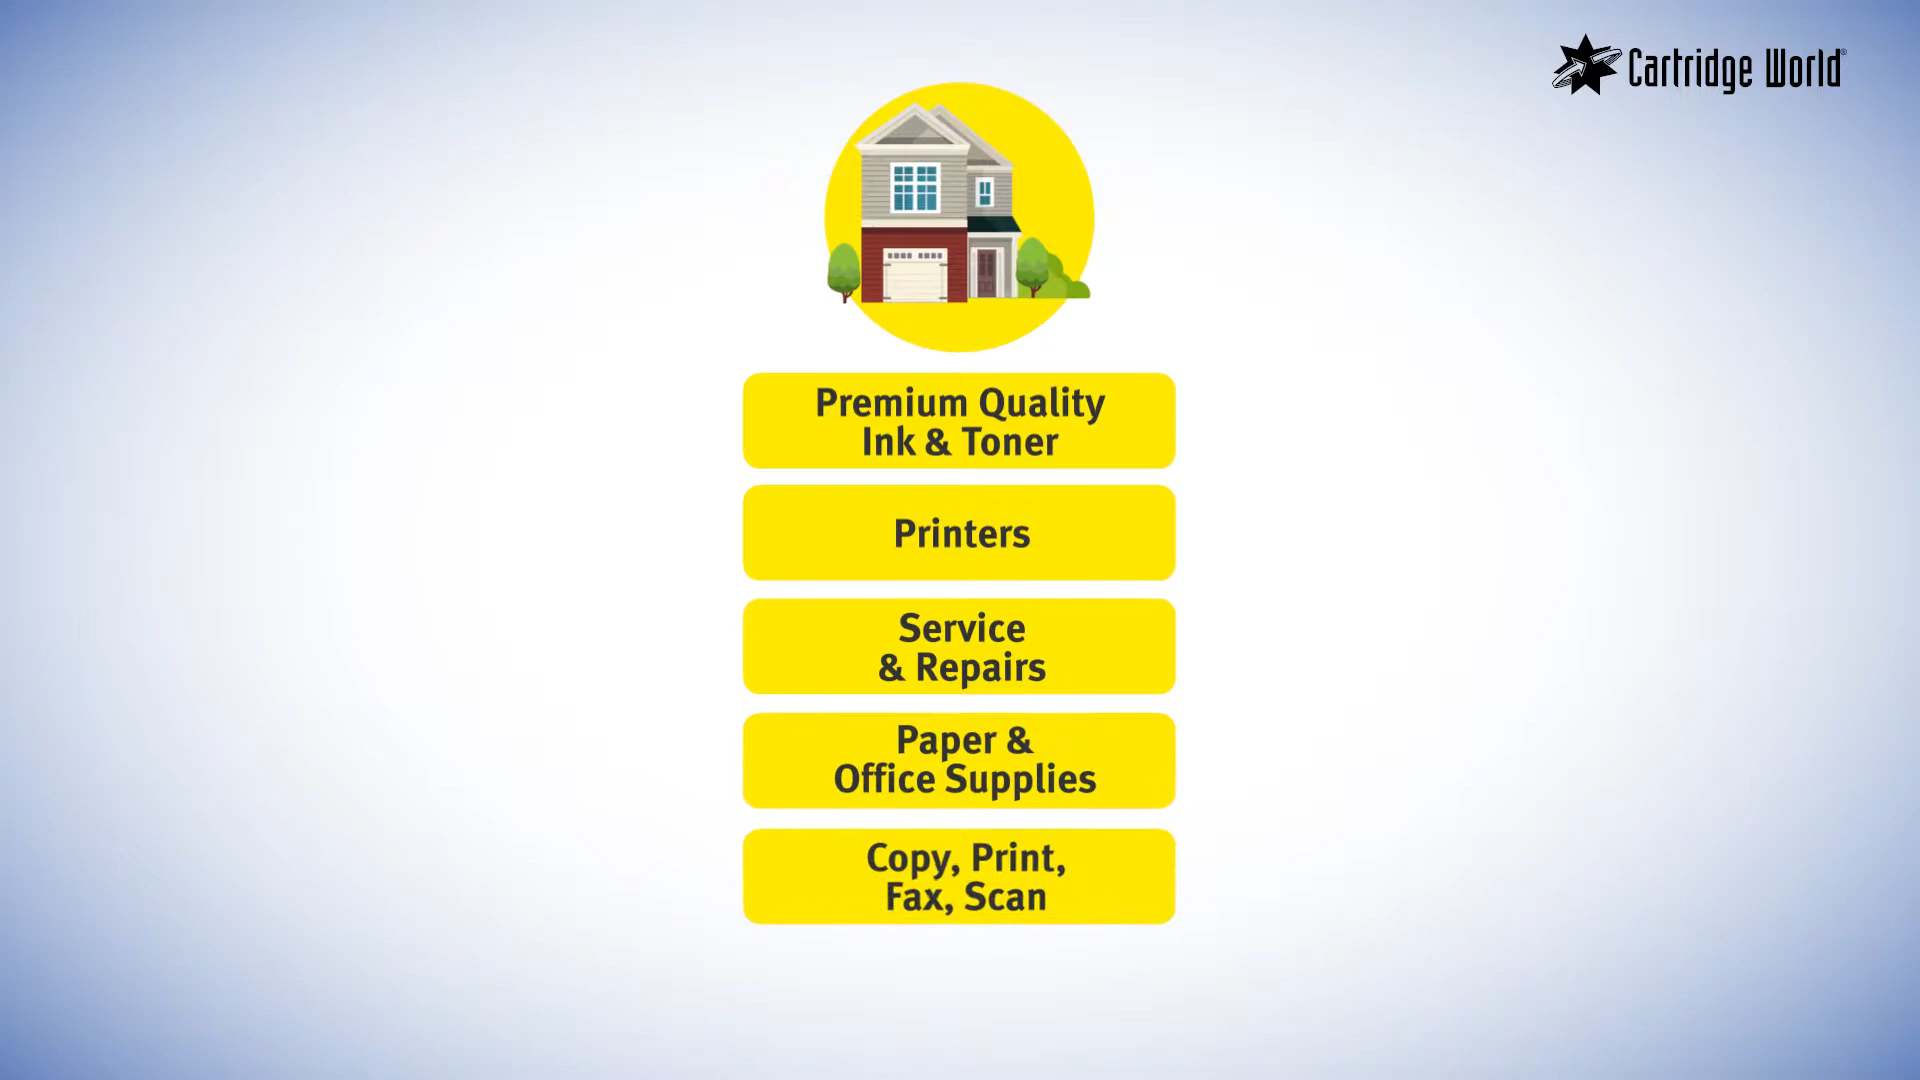 Cartridge World®
Premium Quality
Ink & Toner
Printers
Service
& Repairs
Paper &
Office Supplies
Copy, Print,
Fax, Scan